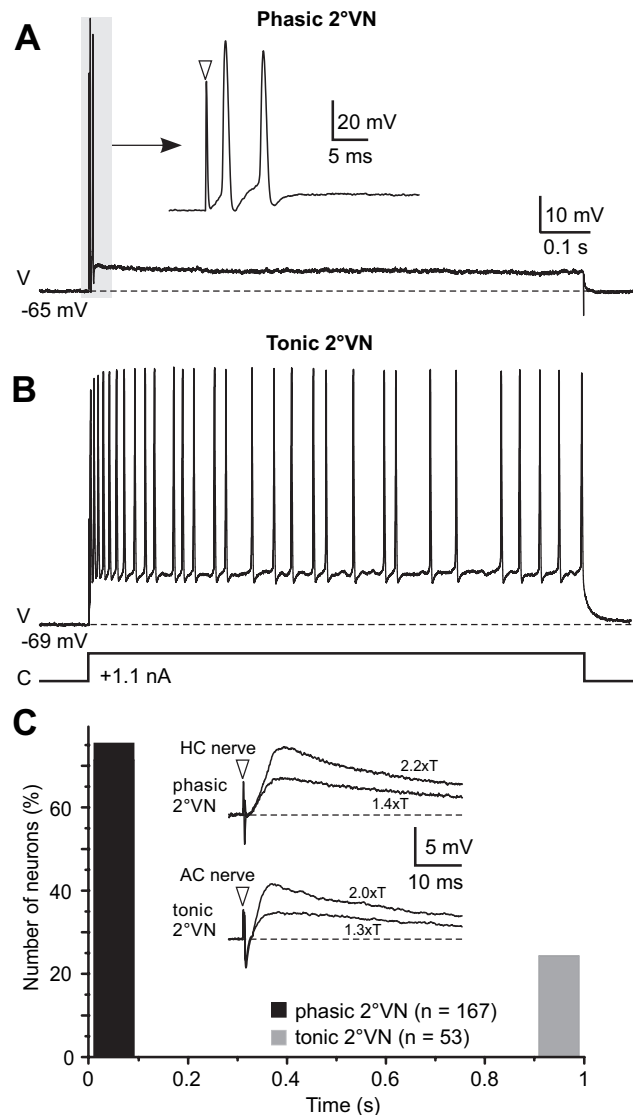 A
Phasic 2°VN
20 mV
5 ms
10 mV
0.1 s
V
-65 mV
Tonic 2°VN
B
V
-69 mV
C
+1.1 nA
C
HC nerve
phasic
2°VN
2.2xT
1.4xT
5 mV
10 ms
AC nerve
tonic
2°VN
2.0xT
1.3xT
Number of neurons (%)
60
40
20
0
phasic 2°VN (n = 167)
tonic 2°VN (n = 53)
0
0.2
0.4
0.6
0.8
1
Time (s)